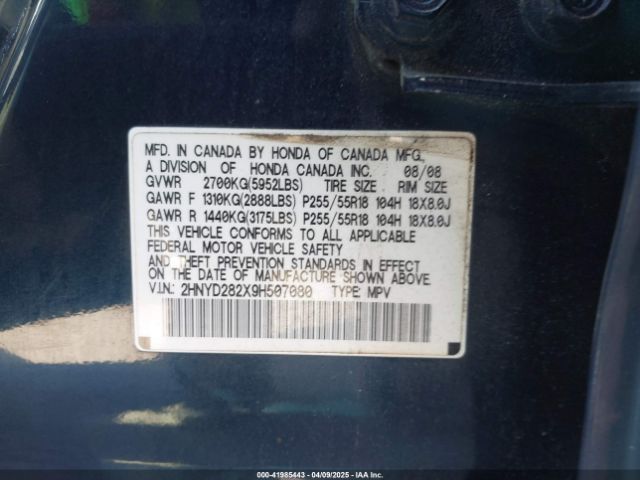 MFD. IN CANADA BY HONDA OF CANADA MFG.,
A DIVISION OF HONDA CANADA INC. 08/08
GVWR 2700KG(5952LBS) TIRE SIZE RIM SIZE
GAWR F 1310KG(2888LBS) P255/55R18 104H 18X8.0J
GAWR R 1440KG(3175LBS) P255/55R18 104H 18X8.0J
THIS VEHICLE CONFORMS TO ALL APPLICABLE
FEDERAL MOTOR VEHICLE SAFETY
AND THEFT PREVENTION STANDARDS IN EFFECT
ON THE DATE OF MANUFACTURE SHOWN ABOVE.
V.I.N.: 2HNYD282X9H507080 TYPE: MPV
000-41985443 - 04/09/2025 - IAAI.COM